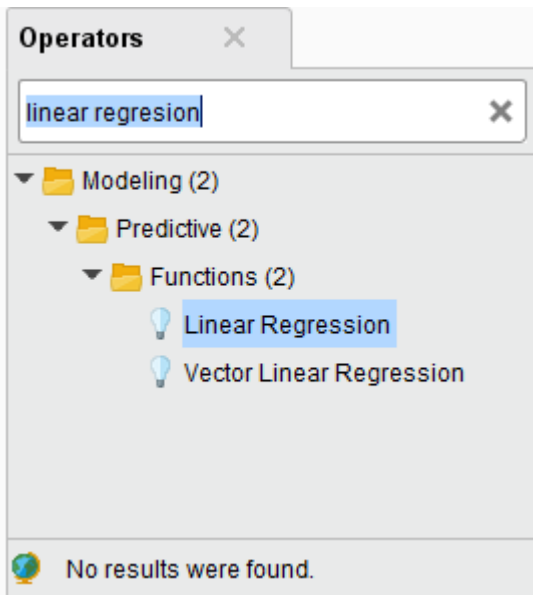 Operators
linear regresion
Modeling (2)
Predictive (2)
Functions (2)
Linear Regression
Vector Linear Regression
No results were found.